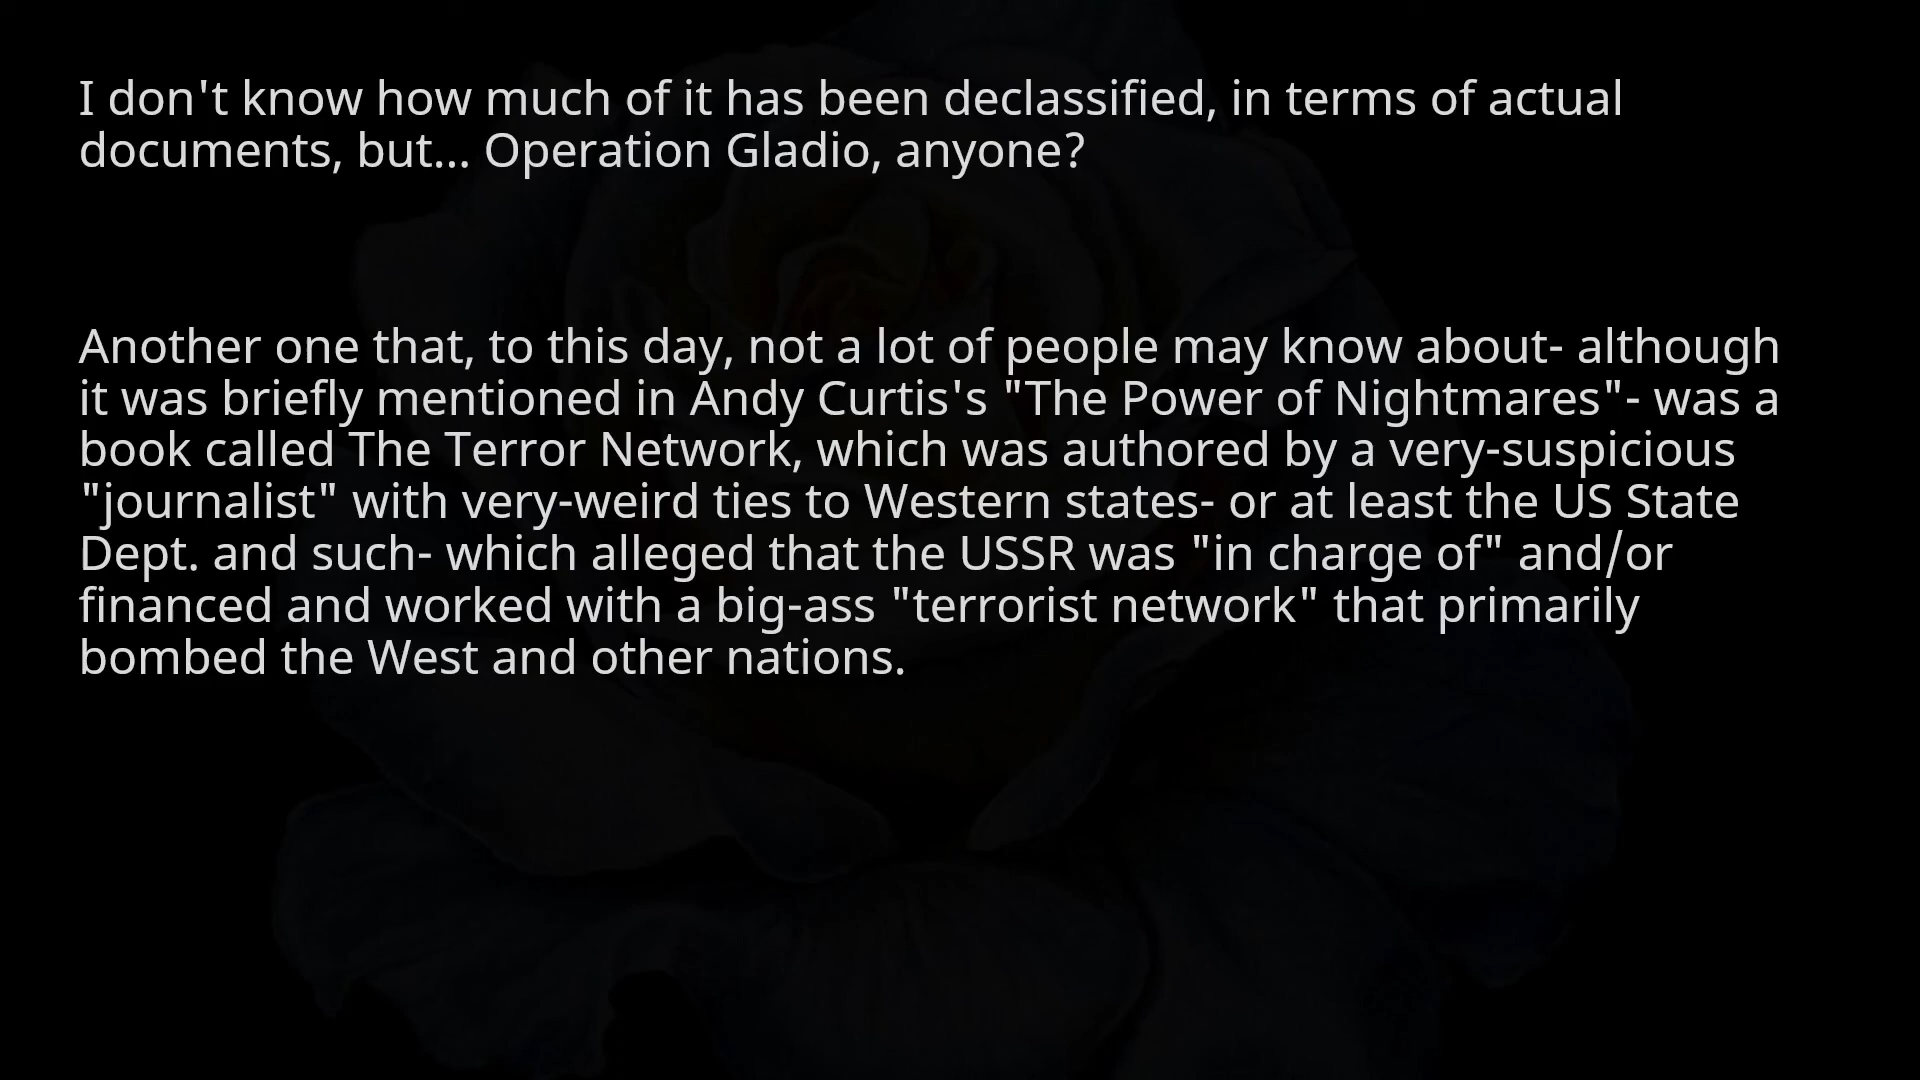 I don't know how much of it has been declassified, in terms of actual
documents, but... Operation Gladio, anyone?
Another one that, to this day, not a lot of people may know about- although
it was briefly mentioned in Andy Curtis's "The Power of Nightmares"- was a
book called The Terror Network, which was authored by a very-suspicious
"journalist" with very-weird ties to Western states- or at least the US State
Dept. and such- which alleged that the USSR was "in charge of" and/or
financed and worked with a big-ass "terrorist network" that primarily
bombed the West and other nations.